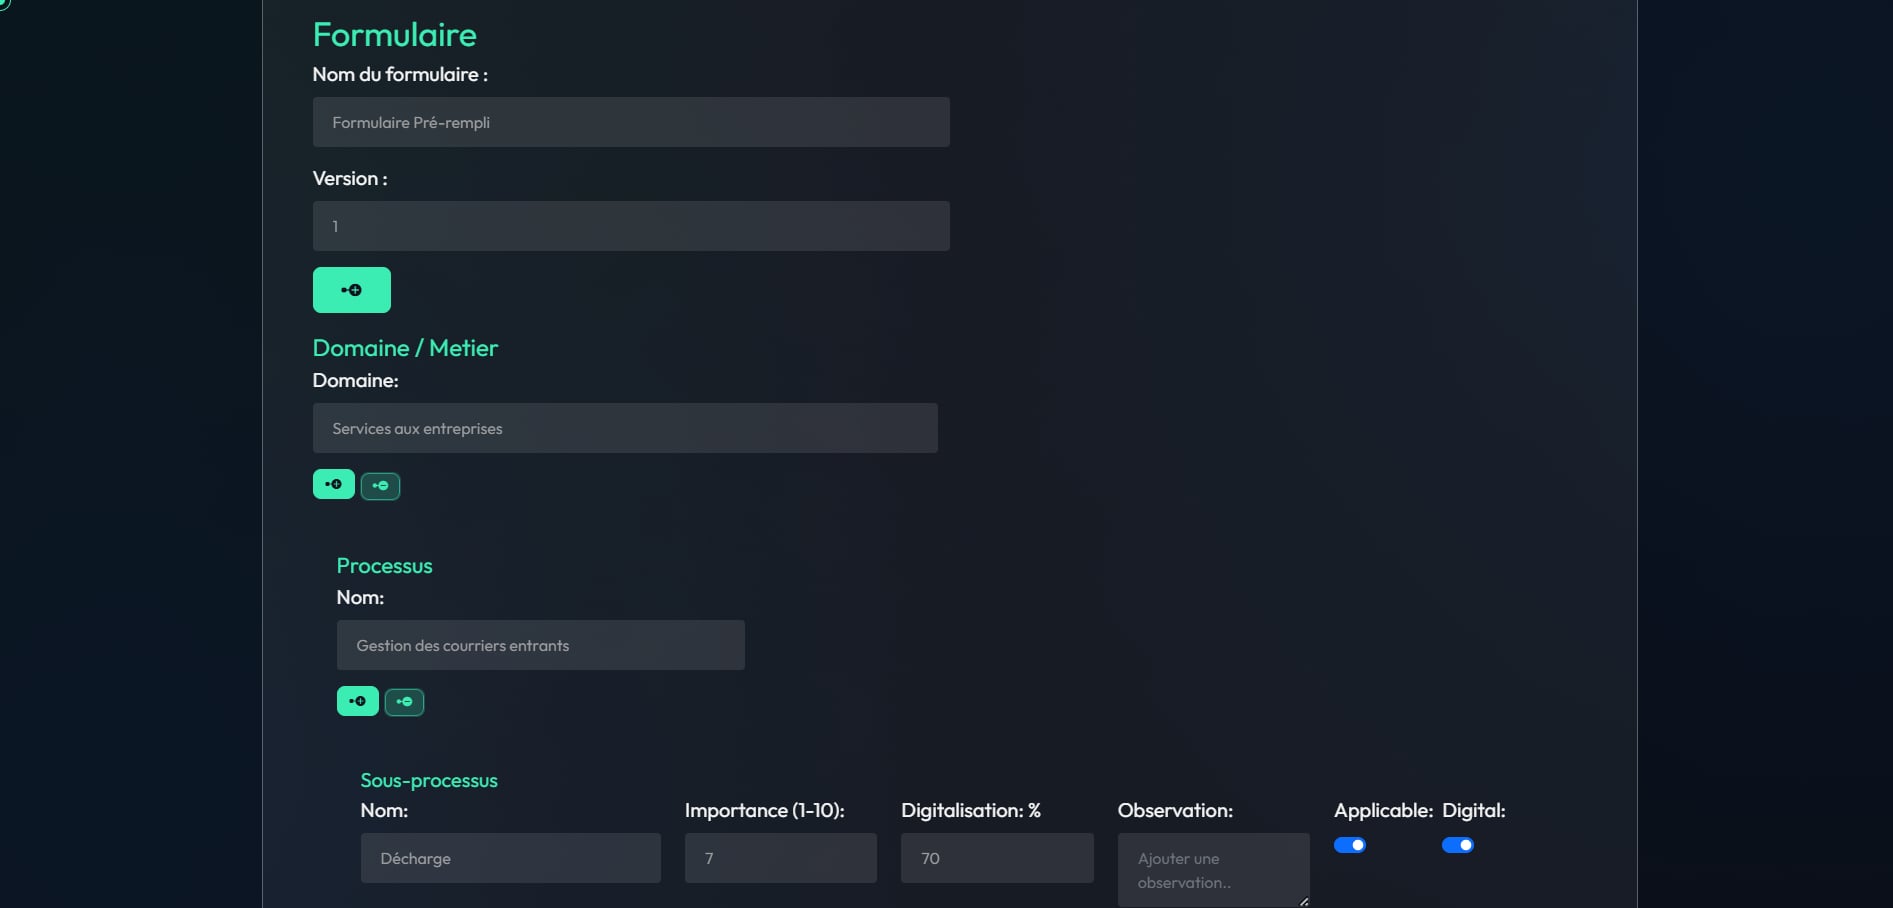 Formulaire
Nom du formulaire :
Formulaire Pré-rempli
Version :
1
Domaine / Metier
Domaine:
Services aux entreprises
Processus
Nom:
Gestion des courriers entrants
Sous-processus
Nom: Importance (1-10): Digitalisation: % Observation: Applicable: Digital:
Décharge 7 70 Ajouter une
observation..